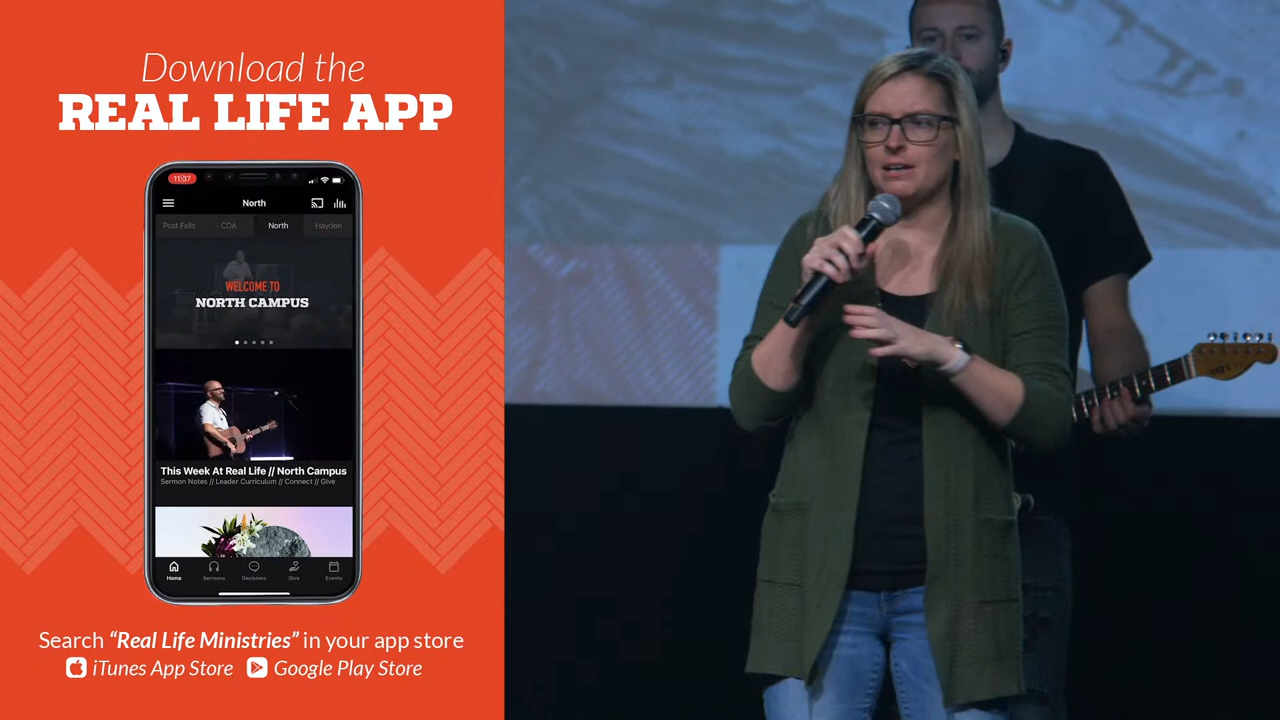 Download the
REAL LIFE APP
11:37
North
Post Falls CDA North Hayden
WELCOME TO
NORTH CAMPUS
This Week At Real Life // North Campus
Sermon Notes // Leader Curriculum // Connect // Give
Home Sermons Decisions Give Events
Search “Real Life Ministries” in your app store
iTunes App Store Google Play Store